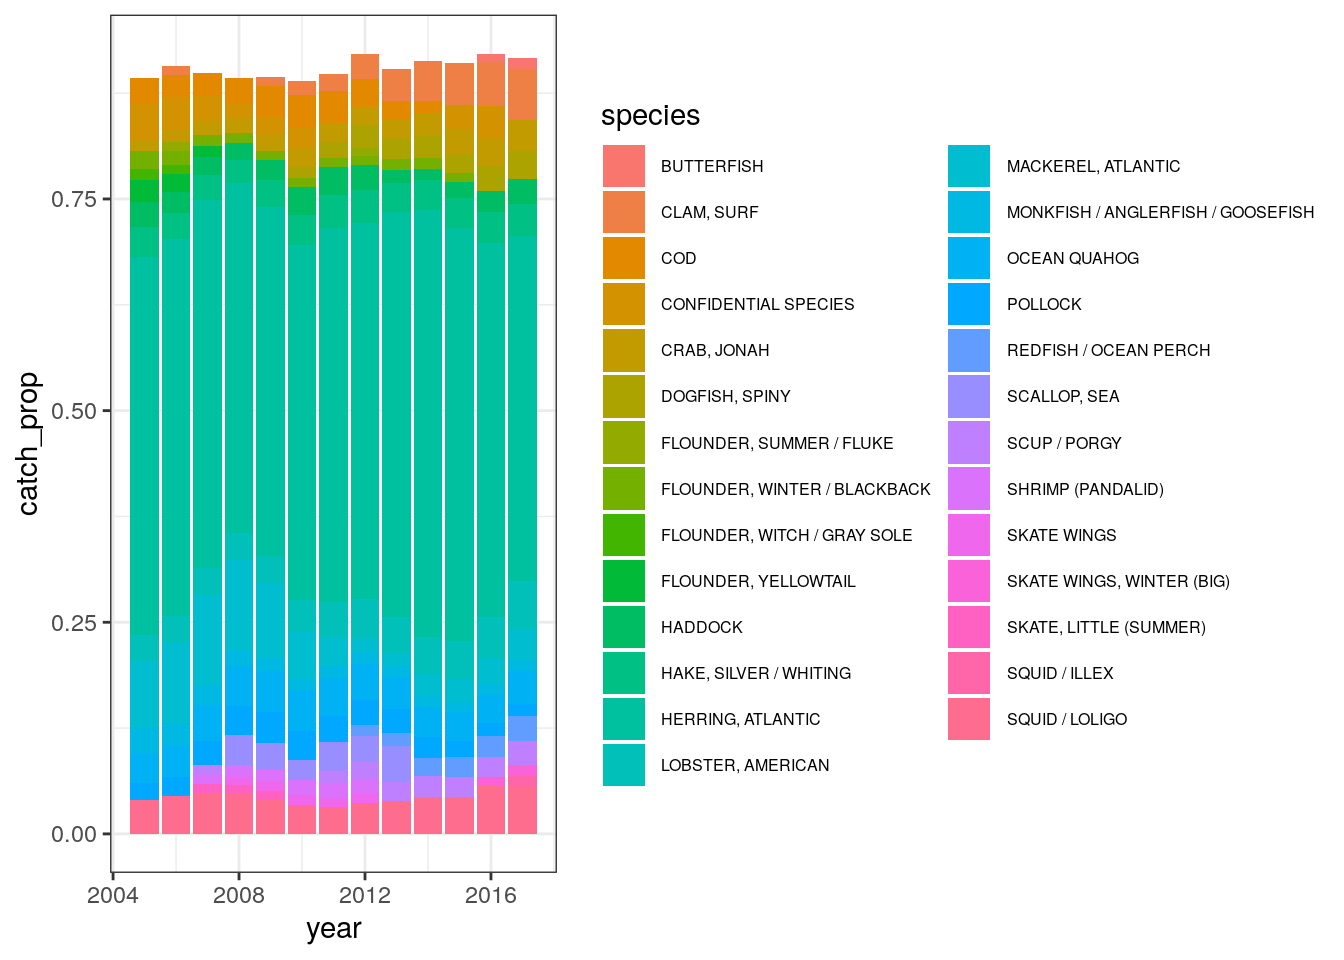 species
BUTTERFISH
CLAM, SURF
COD
CONFIDENTIAL SPECIES
CRAB, JONAH
DOGFISH, SPINY
FLOUNDER, SUMMER / FLUKE
FLOUNDER, WINTER / BLACKBACK
FLOUNDER, WITCH / GRAY SOLE
FLOUNDER, YELLOWTAIL
HADDOCK
HAKE, SILVER / WHITING
HERRING, ATLANTIC
LOBSTER, AMERICAN
MACKEREL, ATLANTIC
MONKFISH / ANGLERFISH / GOOSEFISH
OCEAN QUAHOG
POLLOCK
REDFISH / OCEAN PERCH
SCALLOP, SEA
SCUP / PORGY
SHRIMP (PANDALID)
SKATE WINGS
SKATE WINGS, WINTER (BIG)
SKATE, LITTLE (SUMMER)
SQUID / ILLEX
SQUID / LOLIGO
catch_prop
0.75
0.50
0.25
0.00
2004 2008 2012 2016
year